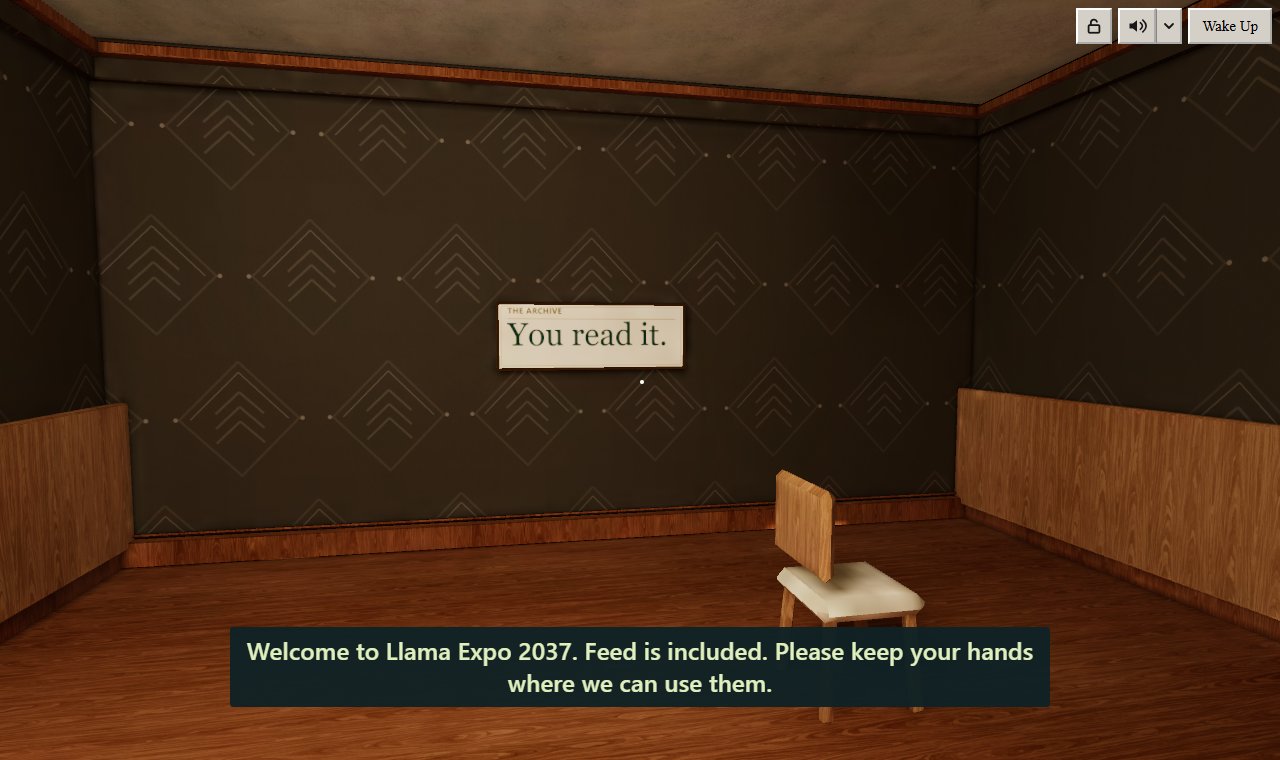 Wake Up
THE ARCHIVE
You read it.
Welcome to Llama Expo 2037. Feed is included. Please keep your hands
where we can use them.